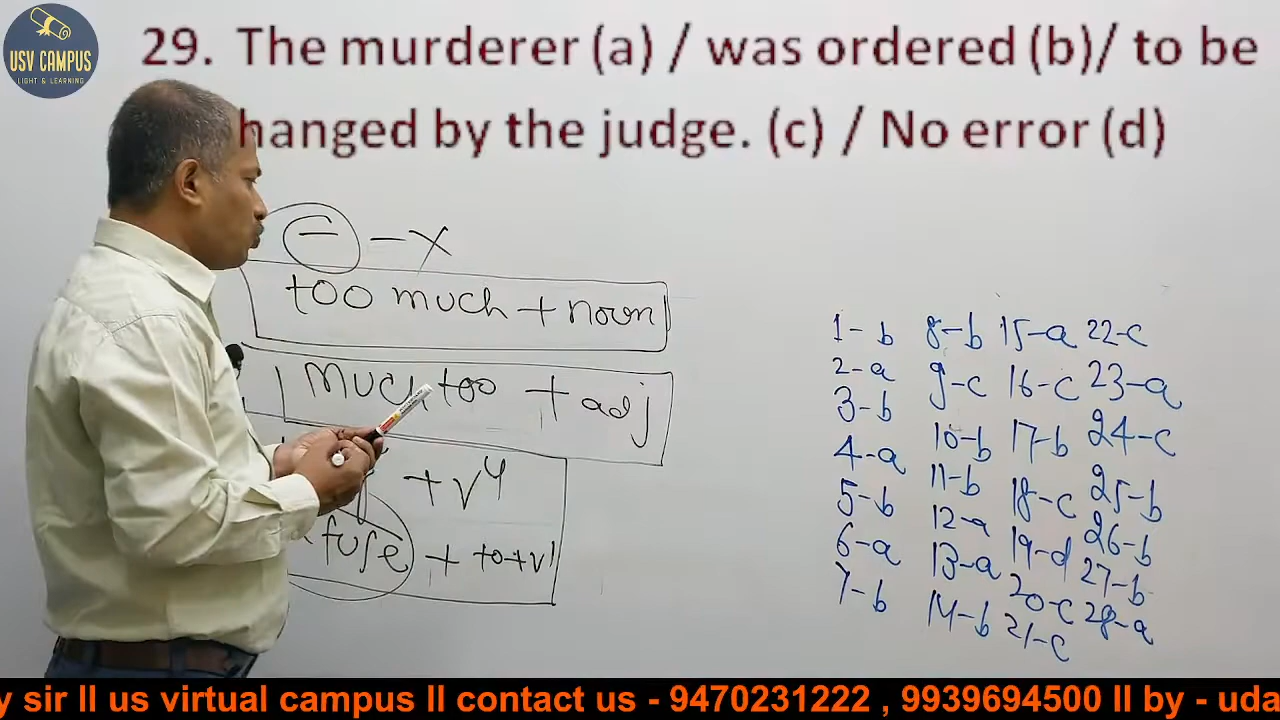 USV CAMPUS
LIGHT & LEARNING
29. The murderer (a) / was ordered (b)/ to be
hanged by the judge. (c) / No error (d)
- - X
too much + noun
Much too + adj
+ V4
+ to + V1
1-b
2-a
3-b
4-a
5-b
6-a
7-b
8-b
9-c
10-b
11-b
12-a
13-a
14-b
15-a
16-c
17-b
18-c
19-d
20-c
21-c
22-c
23-a
24-c
25-b
26-b
27-b
28-a
y sir ll us virtual campus ll contact us - 9470231222 , 9939694500 ll by - uda